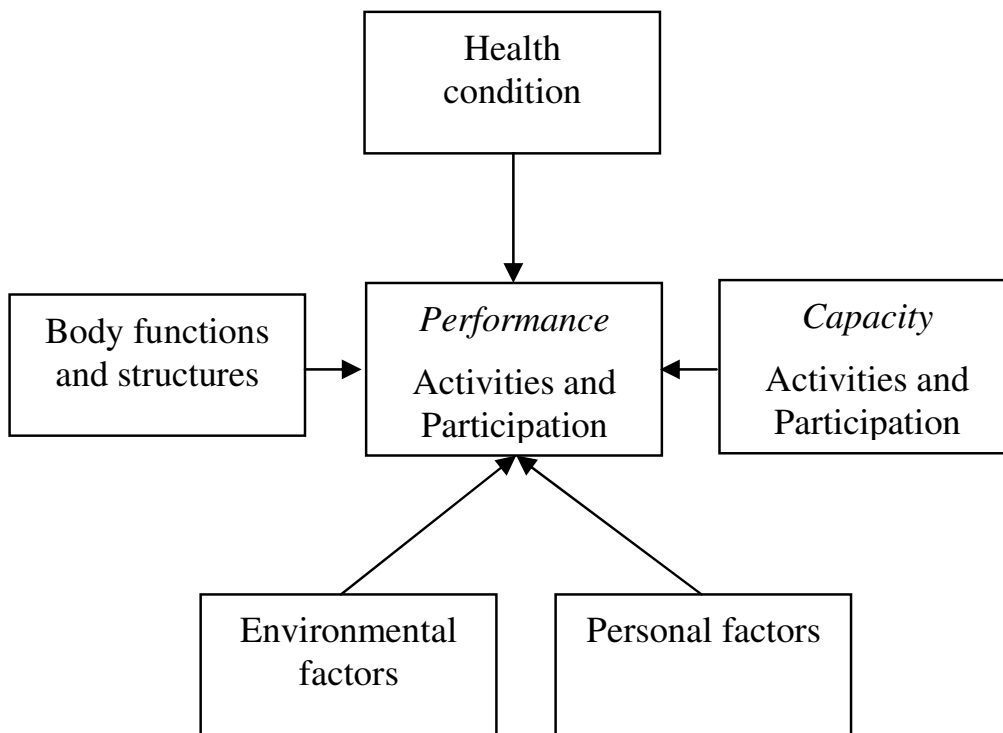 Health
condition
Body functions
and structures
Performance
Activities and
Participation
Capacity
Activities and
Participation
Environmental
factors
Personal factors